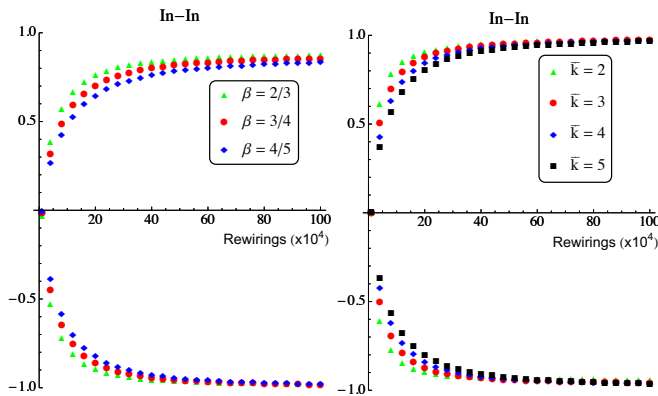 In–In
1.0
0.5
−0.5
−1.0
20
40
60
80
100
Rewirings (x10⁴)
β = 2/3
β = 3/4
β = 4/5
In–In
1.0
0.5
−0.5
−1.0
20
40
60
80
100
Rewirings (x10⁴)
k̅ = 2
k̅ = 3
k̅ = 4
k̅ = 5